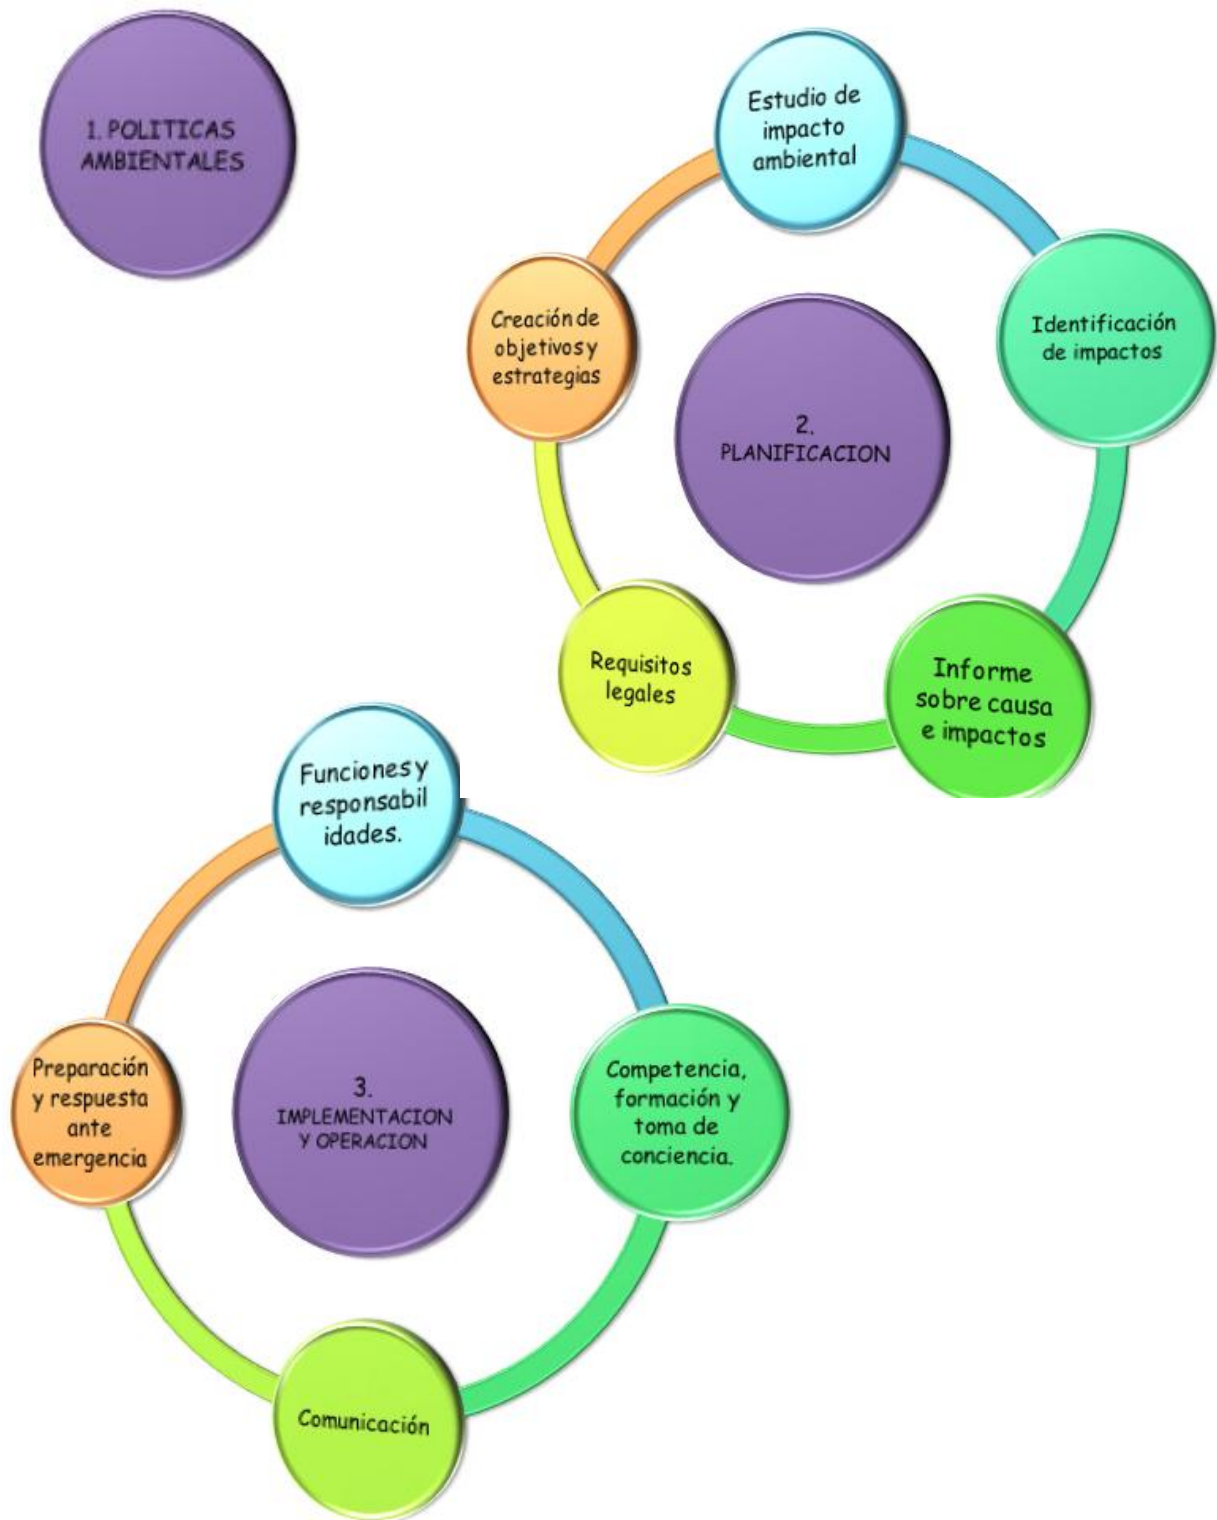 1. POLITICAS
AMBIENTALES
Estudio de
impacto
ambiental
Identificación
de impactos
Informe
sobre causa
e impactos
Requisitos
legales
Creación de
objetivos y
estrategias
2.
PLANIFICACION
Funciones y
responsabil
idades.
Competencia,
formación y
toma de
conciencia.
Comunicación
Preparación
y respuesta
ante
emergencia
3.
IMPLEMENTACION
Y OPERACION